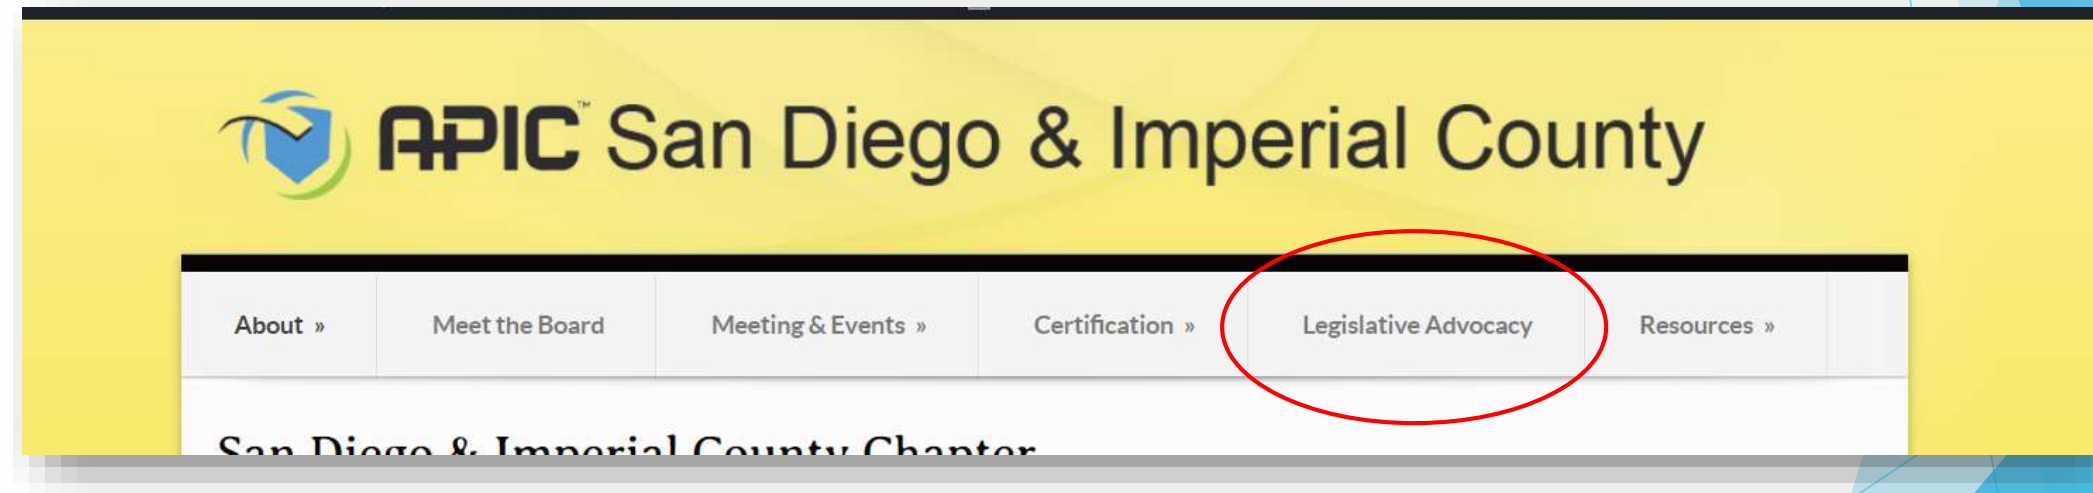 APIC™ San Diego & Imperial County
About » Meet the Board Meeting & Events » Certification » Legislative Advocacy Resources »
San Diego & Imperial County Chapter